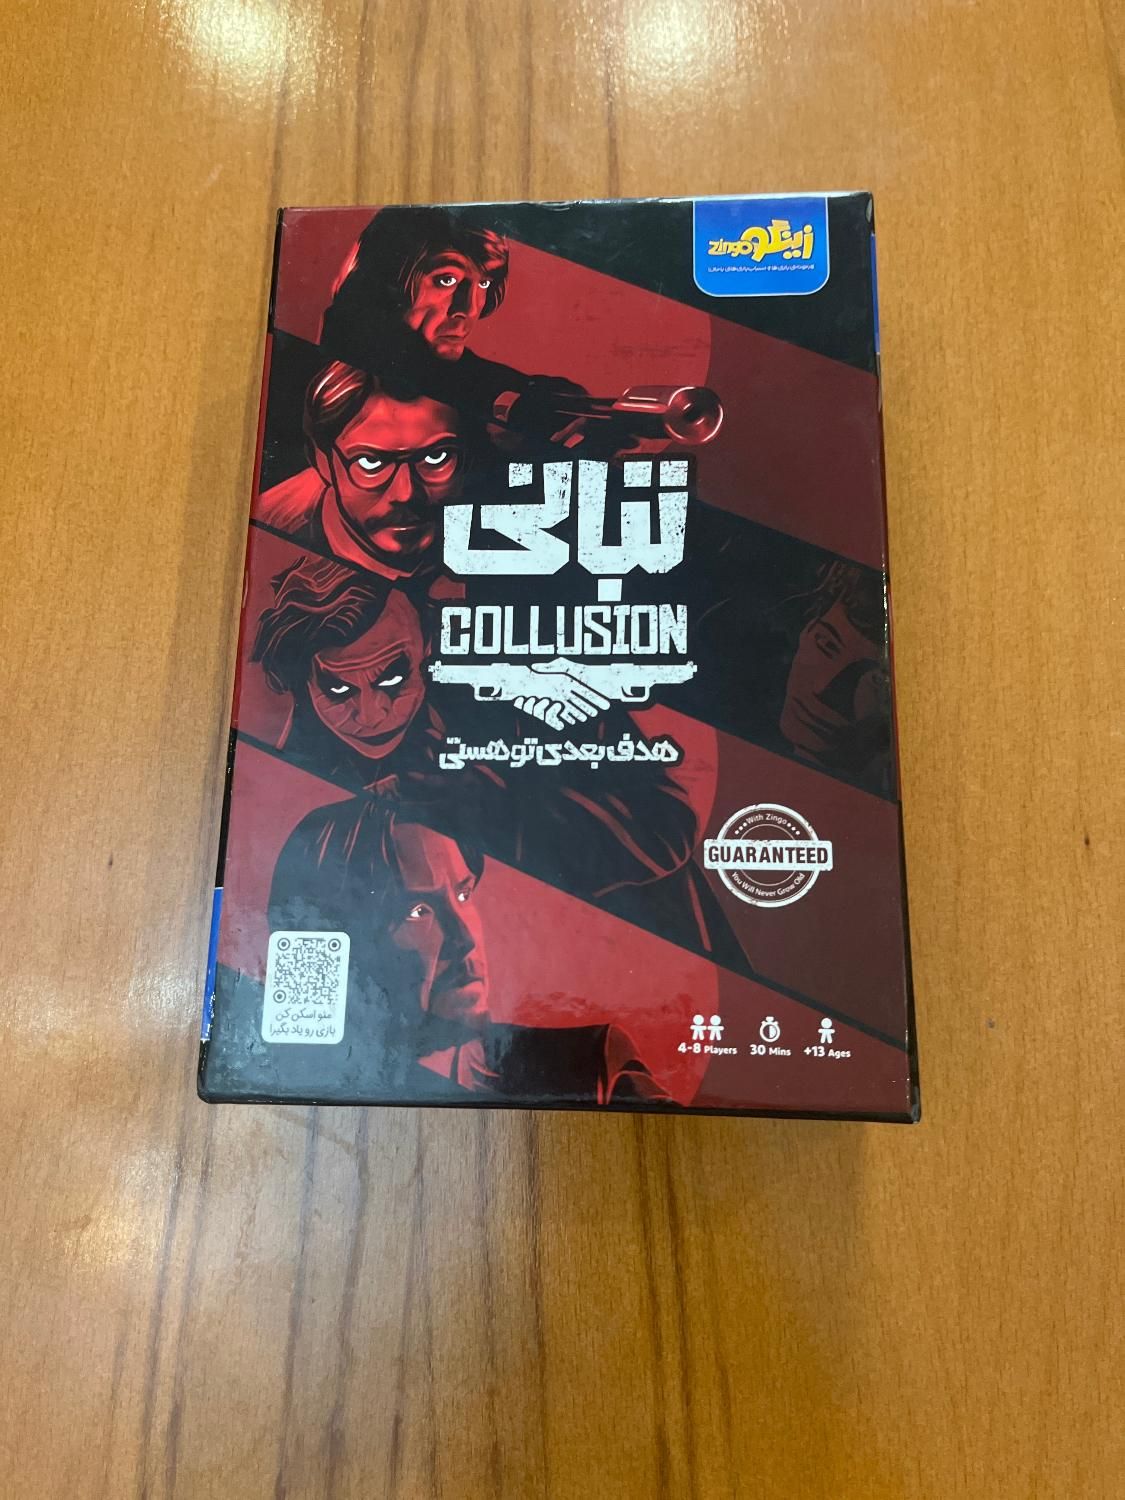 زینگو
zingo
تبانی
COLLUSION
هدف بعدی تو هستی
With Zingo
GUARANTEED
You Will Never Grow Old
منو اسکن کن
بازی رو یاد بگیر!
4-8 Players
30 Mins
+13 Ages